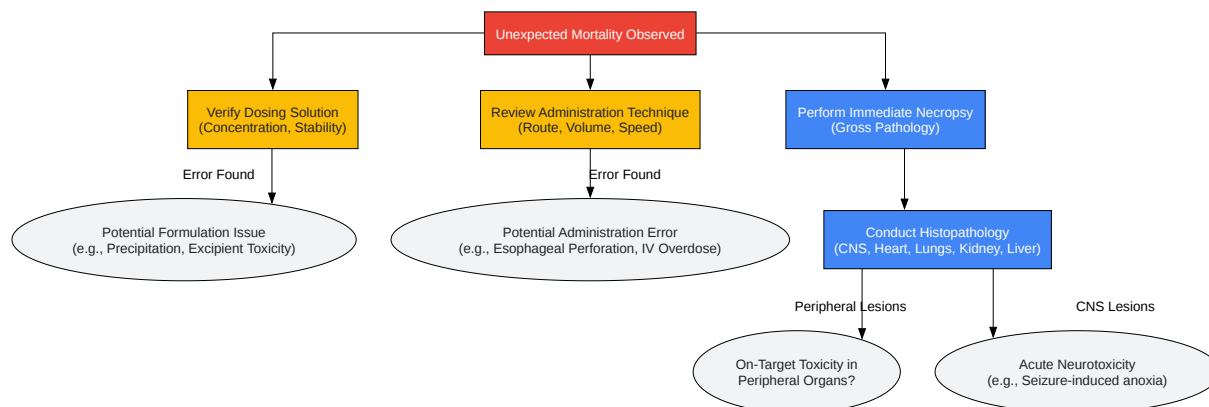 Unexpected Mortality Observed
Verify Dosing Solution
(Concentration, Stability)
Review Administration Technique
(Route, Volume, Speed)
Perform Immediate Necropsy
(Gross Pathology)
Error Found
Error Found
Potential Formulation Issue
(e.g., Precipitation, Excipient Toxicity)
Potential Administration Error
(e.g., Esophageal Perforation, IV Overdose)
Conduct Histopathology
(CNS, Heart, Lungs, Kidney, Liver)
Peripheral Lesions
CNS Lesions
On-Target Toxicity in
Peripheral Organs?
Acute Neurotoxicity
(e.g., Seizure-induced anoxia)